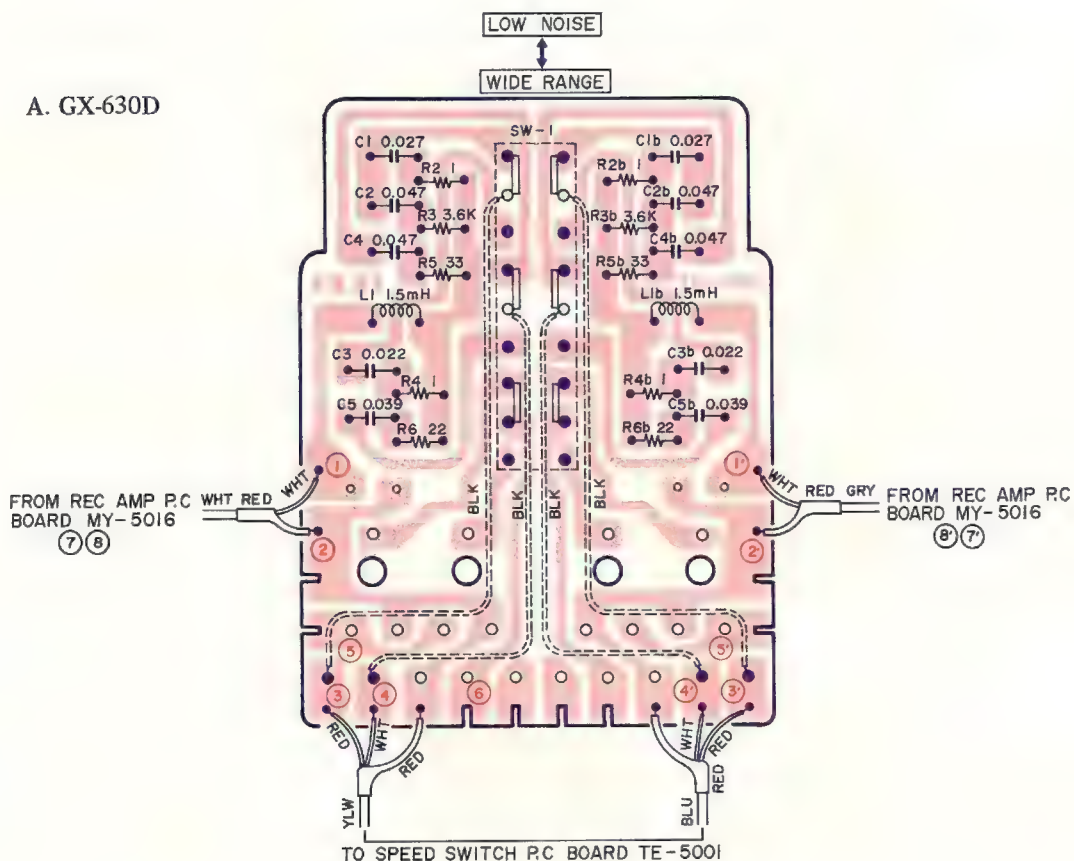 LOW NOISE
WIDE RANGE
A. GX-630D
SW-1
C1 0.027
R2 1
C2 0.047
R3 3.6K
C4 0.047
R5 33
L1 1.5mH
C3 0.022
R4 1
C5 0.039
R6 22
C1b 0.027
R2b 1
C2b 0.047
R3b 3.6K
C4b 0.047
R5b 33
L1b 1.5mH
C3b 0.022
R4b 1
C5b 0.039
R6b 22
BLK
BLK
BLK
BLK
1
WHT
FROM REC AMP P.C WHT RED
BOARD MY-5016
7 8
2
1'
WHT
RED GRY FROM REC AMP P.C
BOARD MY-5016
8' 7'
2'
5
3
4
6
5'
4'
3'
RED
WHT
RED
YLW
WHT
RED
RED
BLU
TO SPEED SWITCH P.C BOARD TE-5001